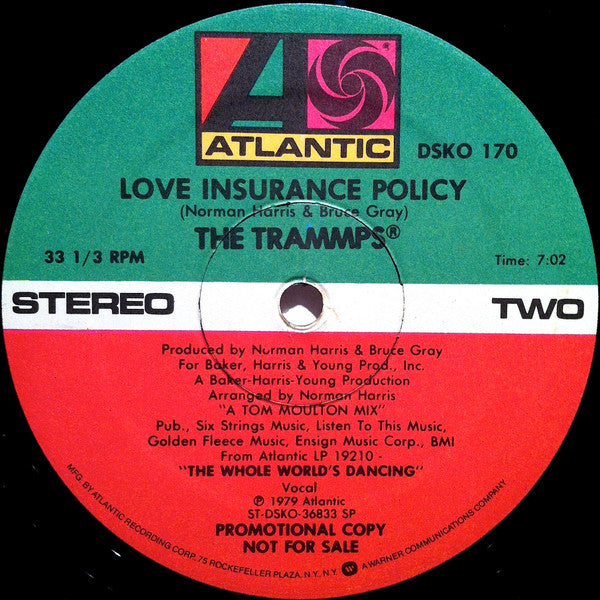 ATLANTIC
®
DSKO 170
LOVE INSURANCE POLICY
(Norman Harris & Bruce Gray)
THE TRAMMPS®
33 1/3 RPM
Time: 7:02
STEREO
TWO
Produced by Norman Harris & Bruce Gray
For Baker, Harris & Young Prod., Inc.
A Baker-Harris-Young Production
Arranged by Norman Harris
"A TOM MOULTON MIX"
Pub., Six Strings Music, Listen To This Music,
Golden Fleece Music, Ensign Music Corp., BMI
From Atlantic LP 19210 -
"THE WHOLE WORLD'S DANCING"
Vocal
℗ 1979 Atlantic
ST-DSKO-36833 SP
PROMOTIONAL COPY
NOT FOR SALE
MFG. BY ATLANTIC RECORDING CORP. 75 ROCKEFELLER PLAZA, N.Y., N.Y. W A WARNER COMMUNICATIONS COMPANY